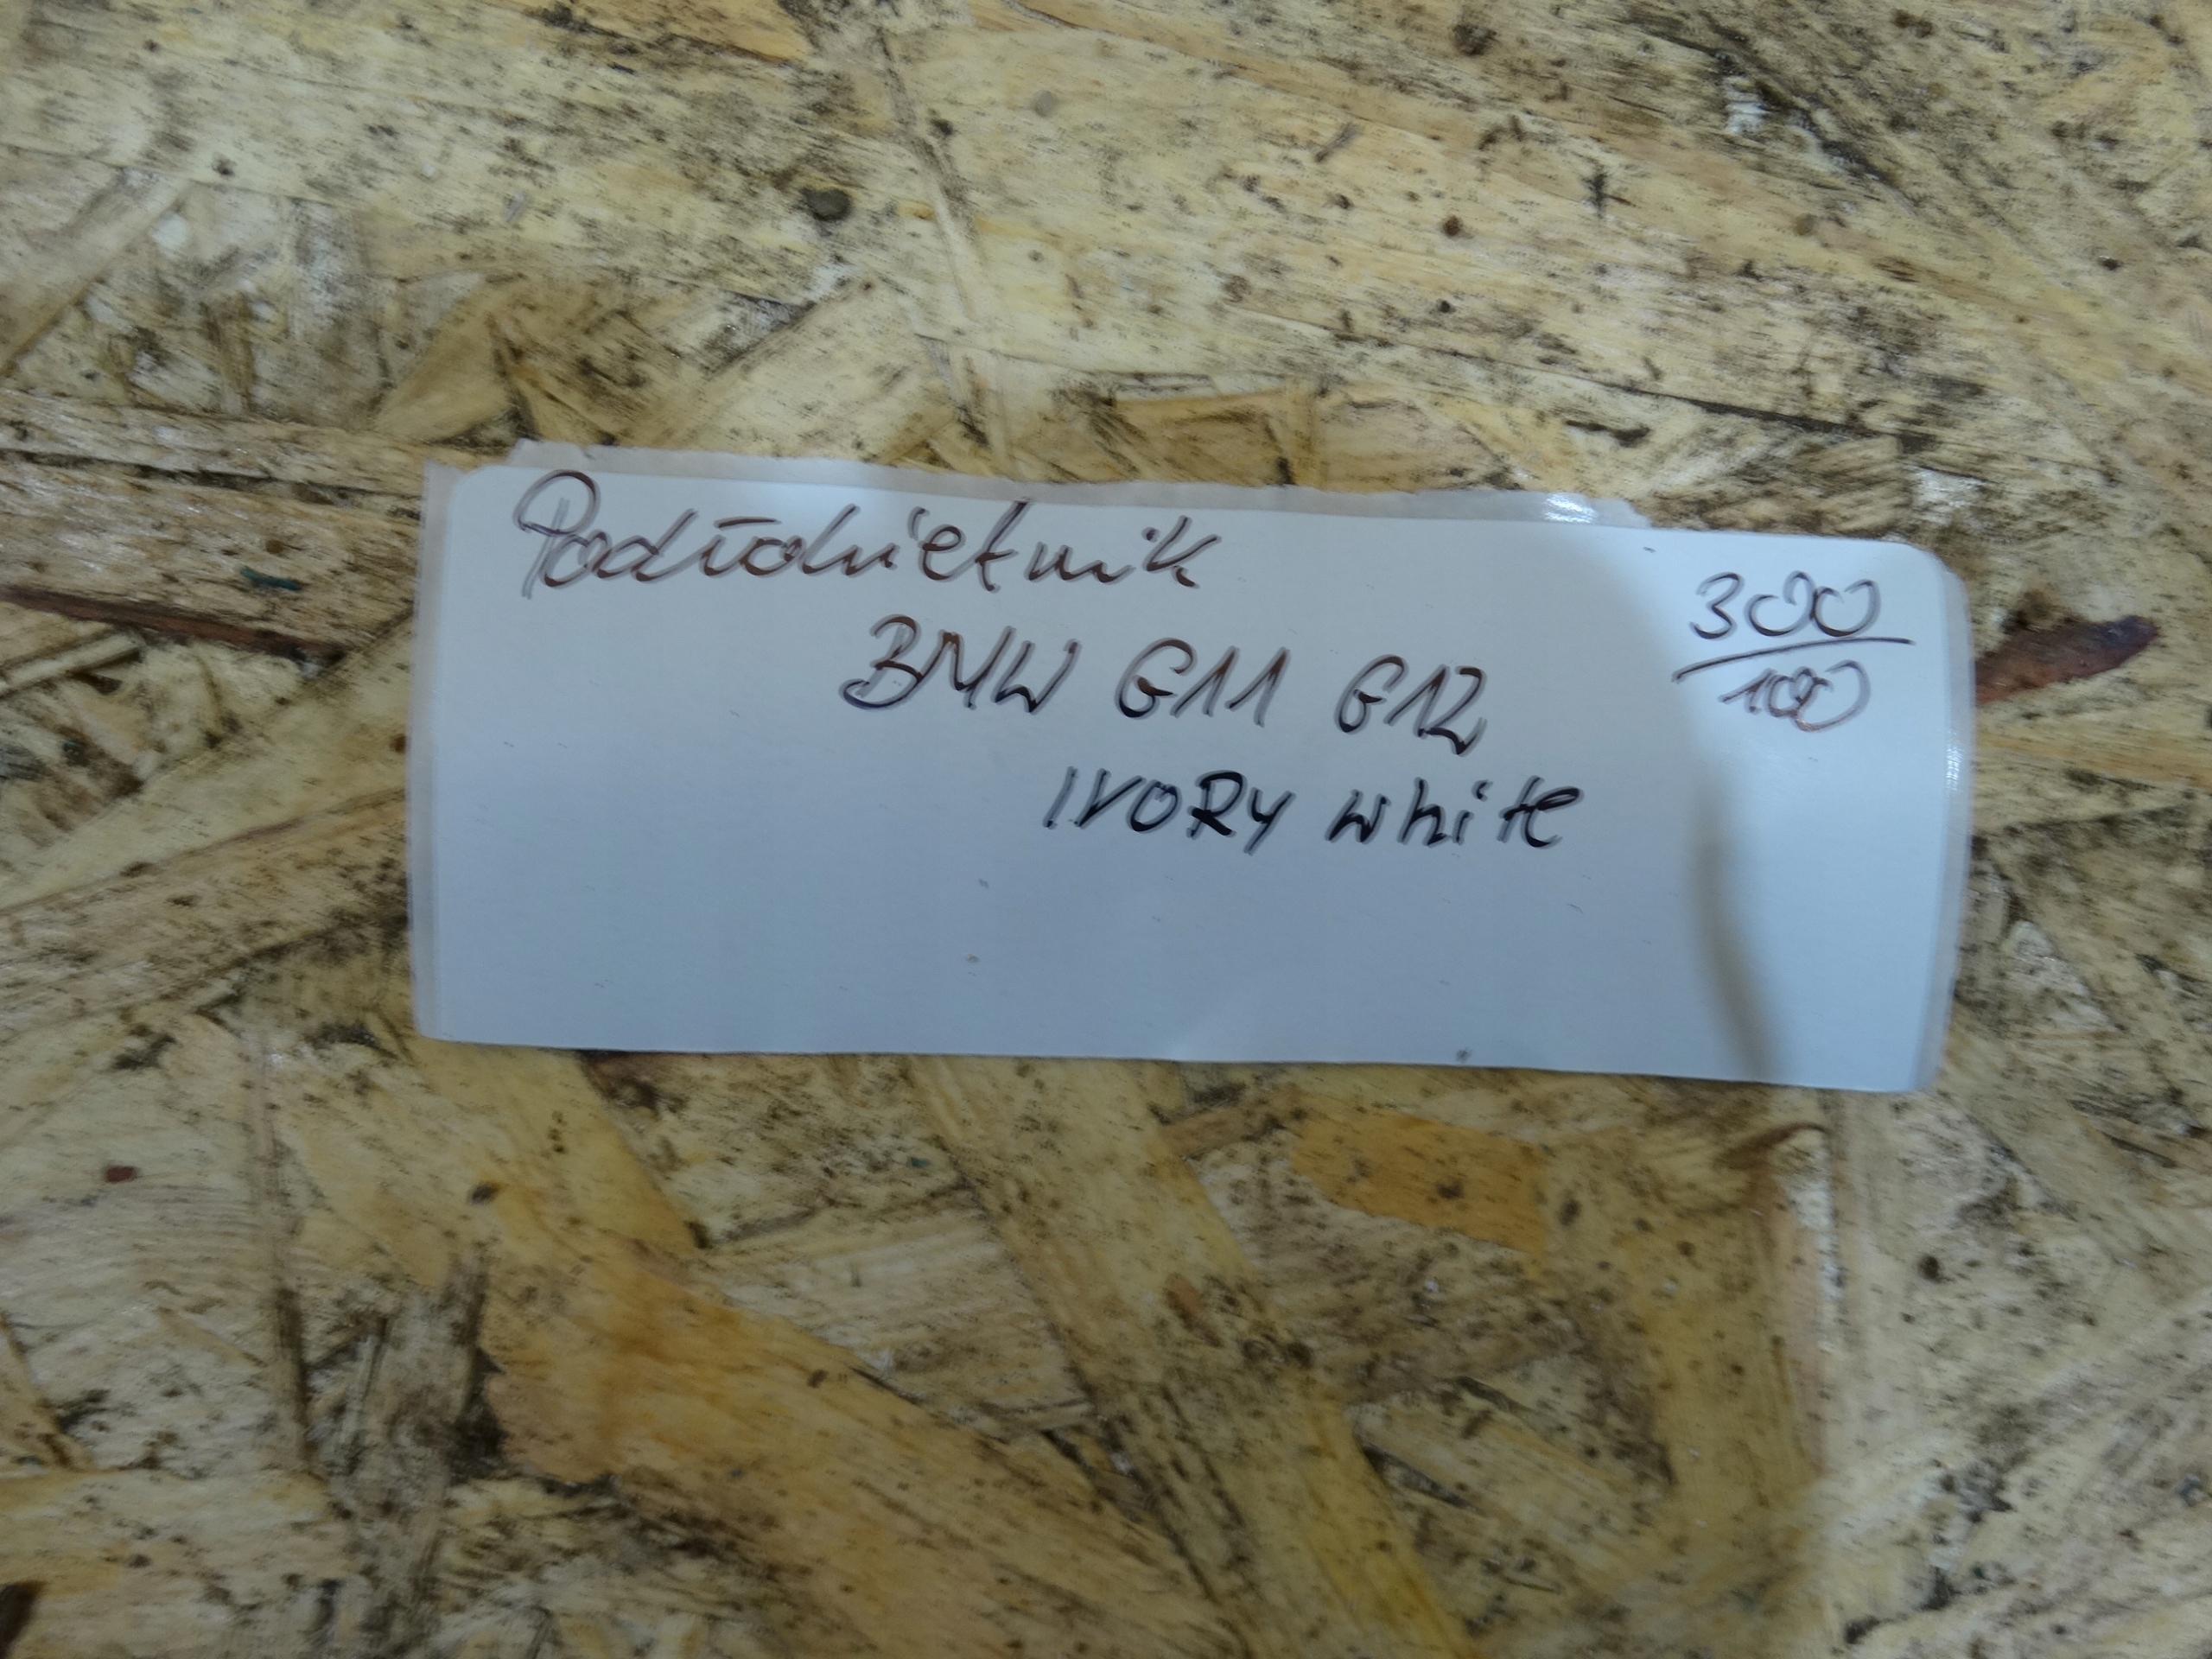 Podłokietnik
300
100
BMW G11 G12
IVORY white